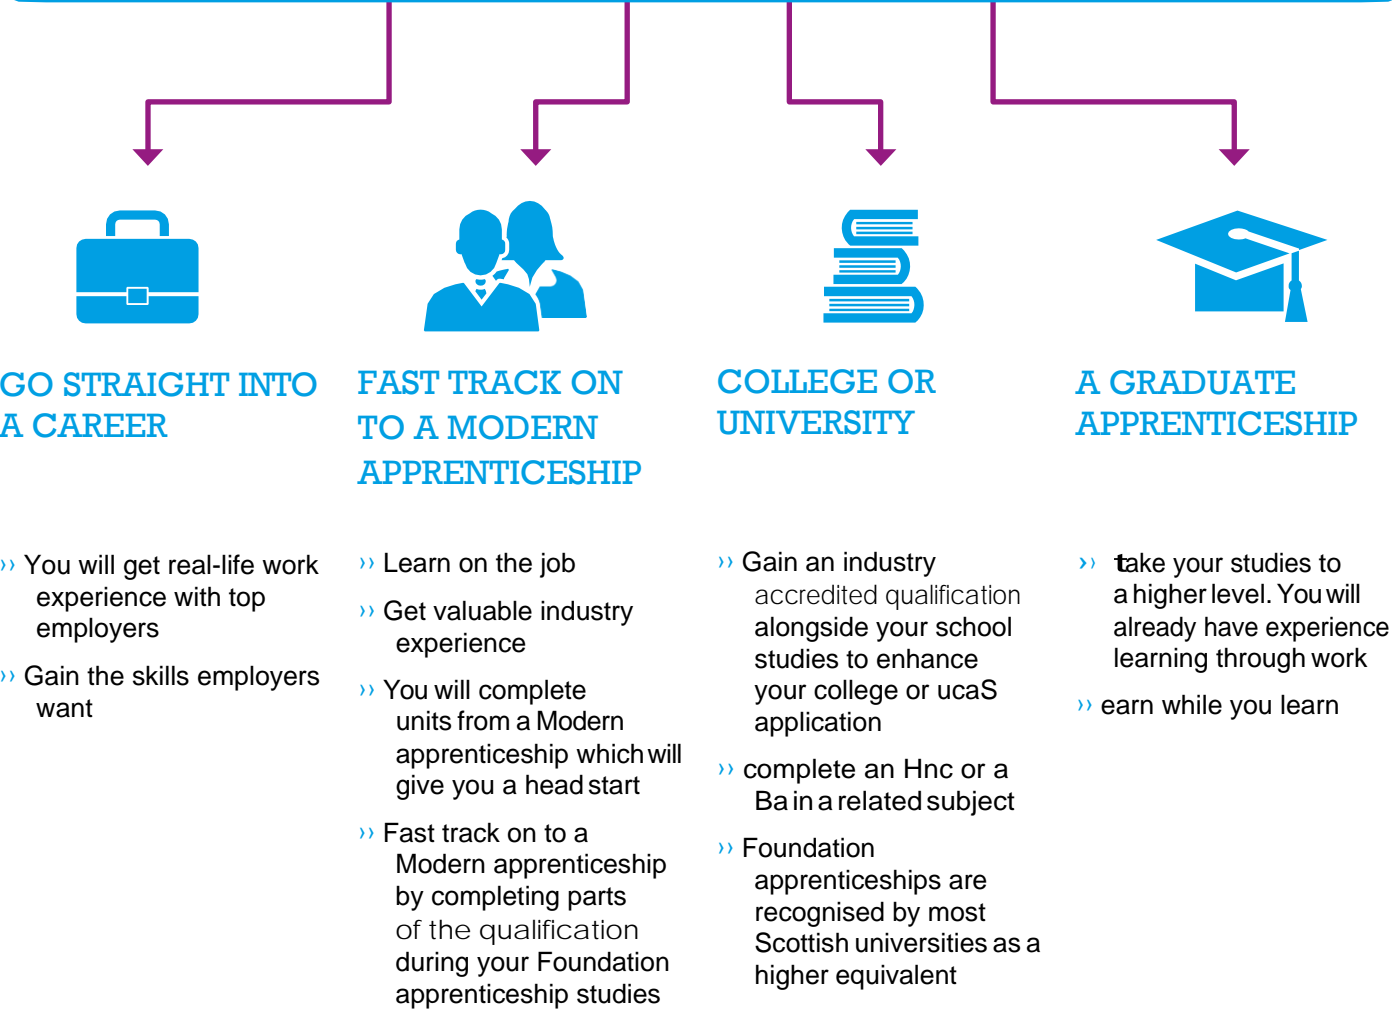 GO STRAIGHT INTO
A CAREER
›› You will get real-life work
experience with top
employers
›› Gain the skills employers
want
FAST TRACK ON
TO A MODERN
APPRENTICESHIP
›› Learn on the job
›› Get valuable industry
experience
›› You will complete
units from a Modern
apprenticeship which will
give you a head start
›› Fast track on to a
Modern apprenticeship
by completing parts
of the qualification
during your Foundation
apprenticeship studies
COLLEGE OR
UNIVERSITY
›› Gain an industry
accredited qualification
alongside your school
studies to enhance
your college or ucaS
application
›› complete an Hnc or a
Ba in a related subject
›› Foundation
apprenticeships are
recognised by most
Scottish universities as a
higher equivalent
A GRADUATE
APPRENTICESHIP
›› take your studies to
a higher level. You will
already have experience
learning through work
›› earn while you learn